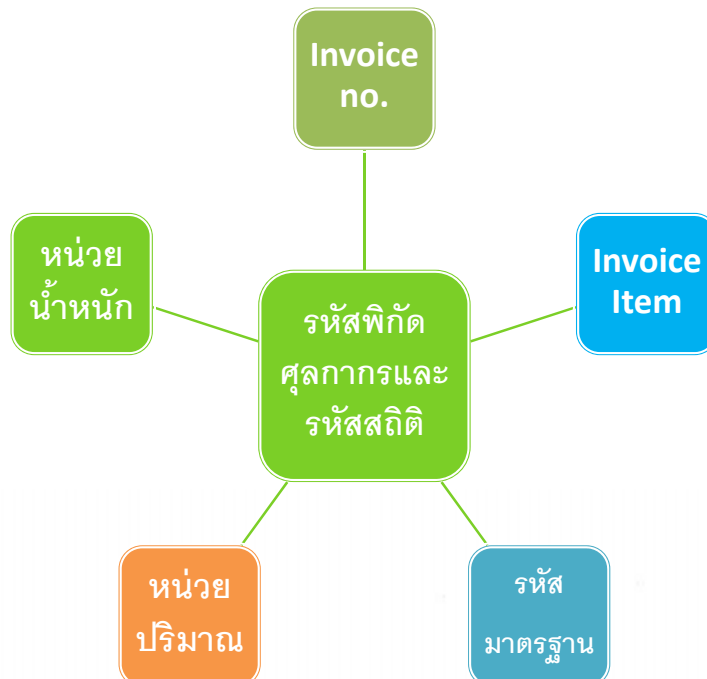 Invoice
no.
หน่วย
น้ำหนัก
Invoice
Item
รหัสพิกัด
ศุลกากรและ
รหัสสถิติ
หน่วย
ปริมาณ
รหัส
มาตรฐาน